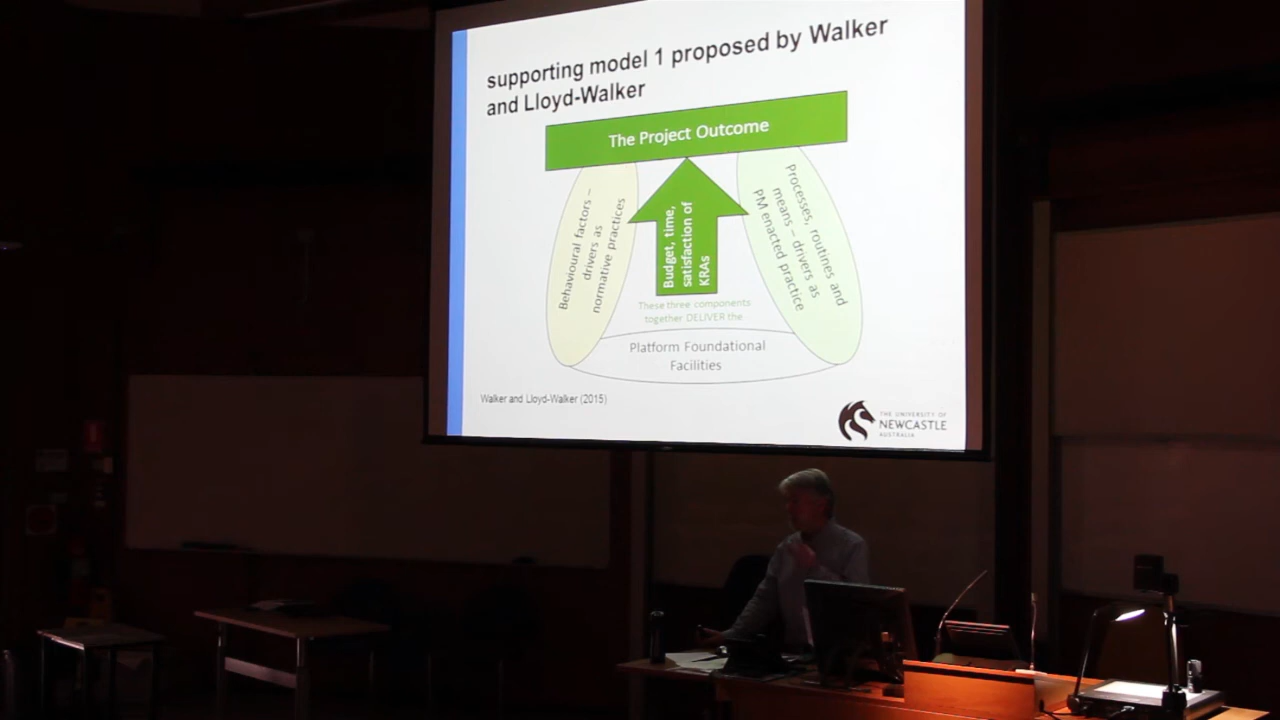 supporting model 1 proposed by Walker
and Lloyd-Walker
The Project Outcome
Behavioural factors –
drivers as
normative practices
Budget, time,
satisfaction of
KRAs
Processes, routines and
means – drivers as
PM enacted practice
These three components
together DELIVER the
Platform Foundational
Facilities
Walker and Lloyd-Walker (2015)
THE UNIVERSITY OF
NEWCASTLE
AUSTRALIA